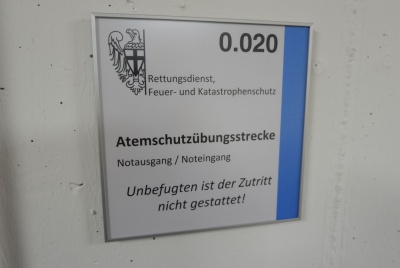 0.020
Rettungsdienst,
Feuer- und Katastrophenschutz
Atemschutzübungsstrecke
Notausgang / Noteingang
Unbefugten ist der Zutritt
nicht gestattet!